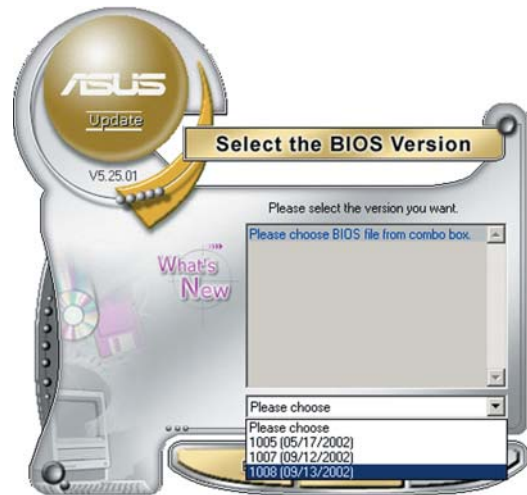 ASUS
Update
V5.25.01
Select the BIOS Version
Please select the version you want.
Please choose BIOS file from combo box.
What's
New
Please choose
Please choose
1005 (05/17/2002)
1007 (09/12/2002)
1008 (09/13/2002)